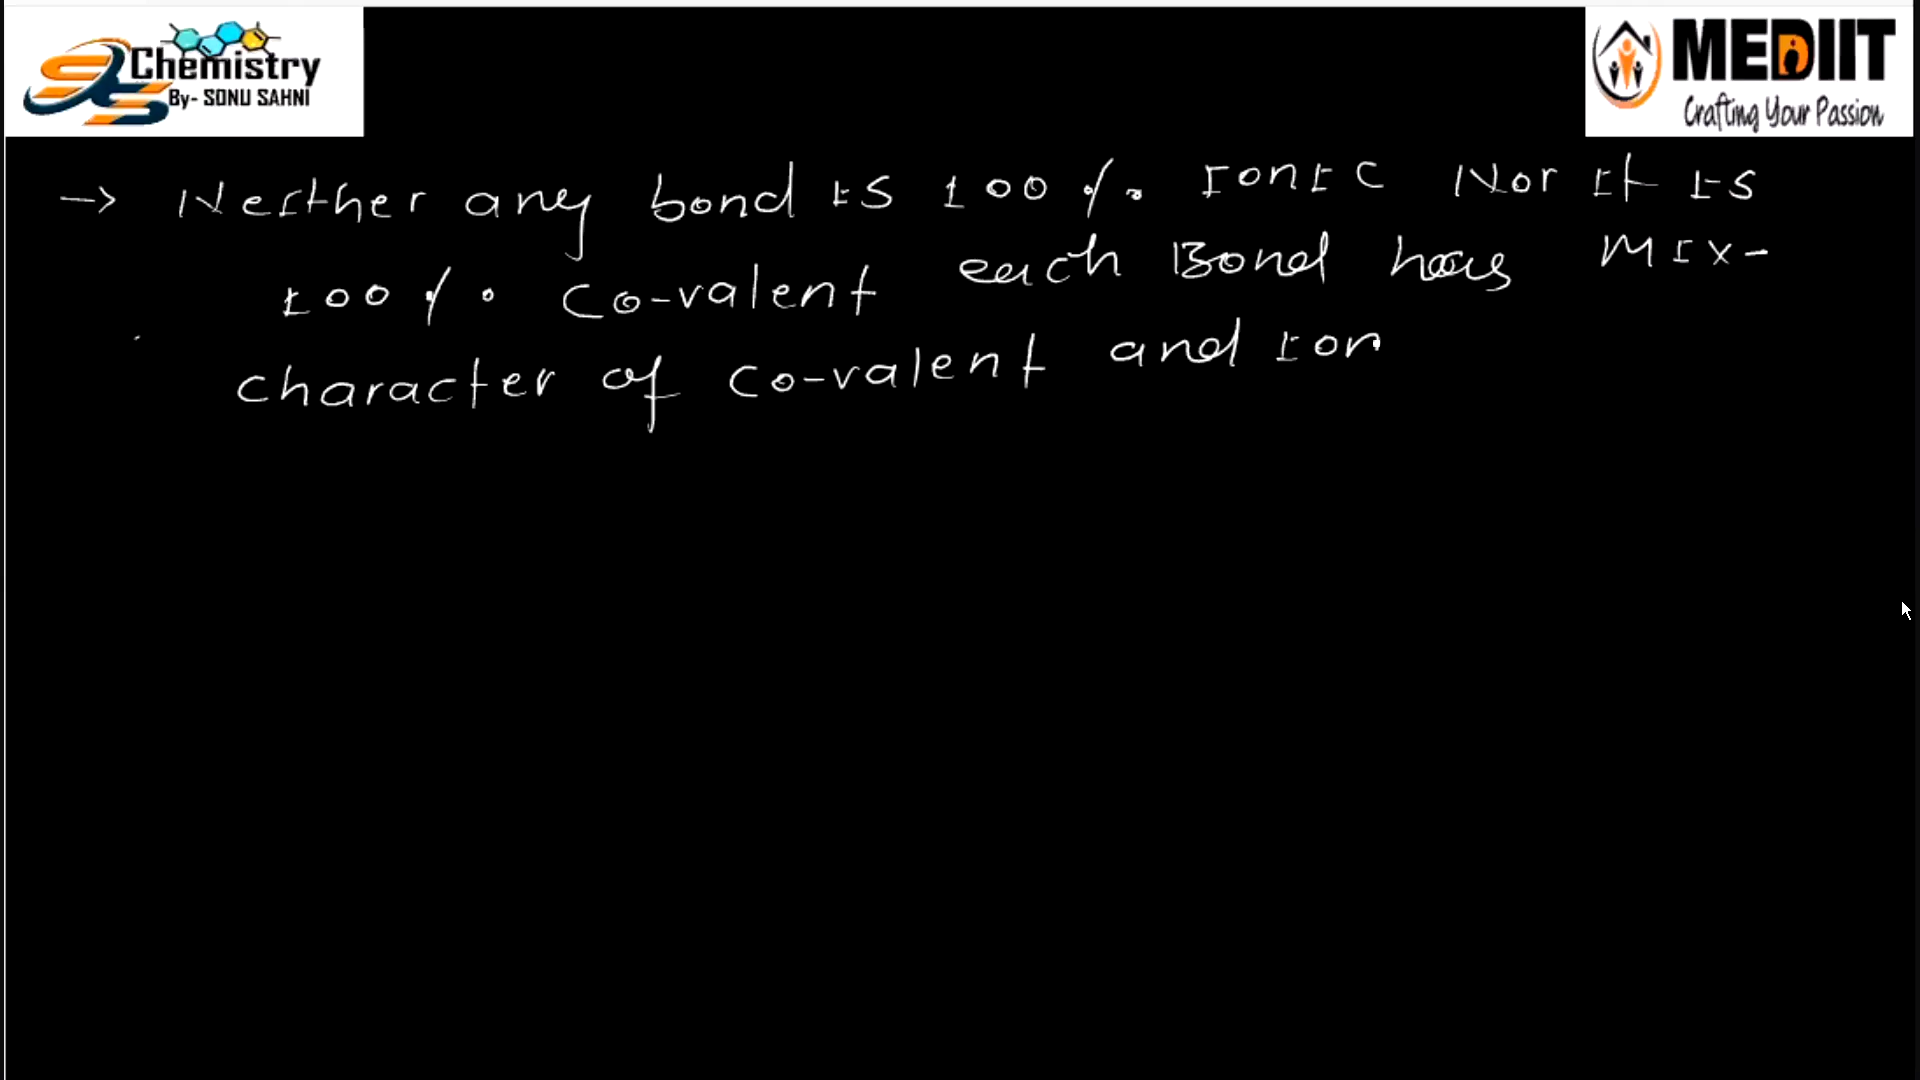 Chemistry
By- SONU SAHNI
MEDIIT
Crafting Your Passion
→ Neither any bond is 100 %. Ionic Nor it is
100 %. Co-valent each Bond has Mix-
character of Co-valent and Ion